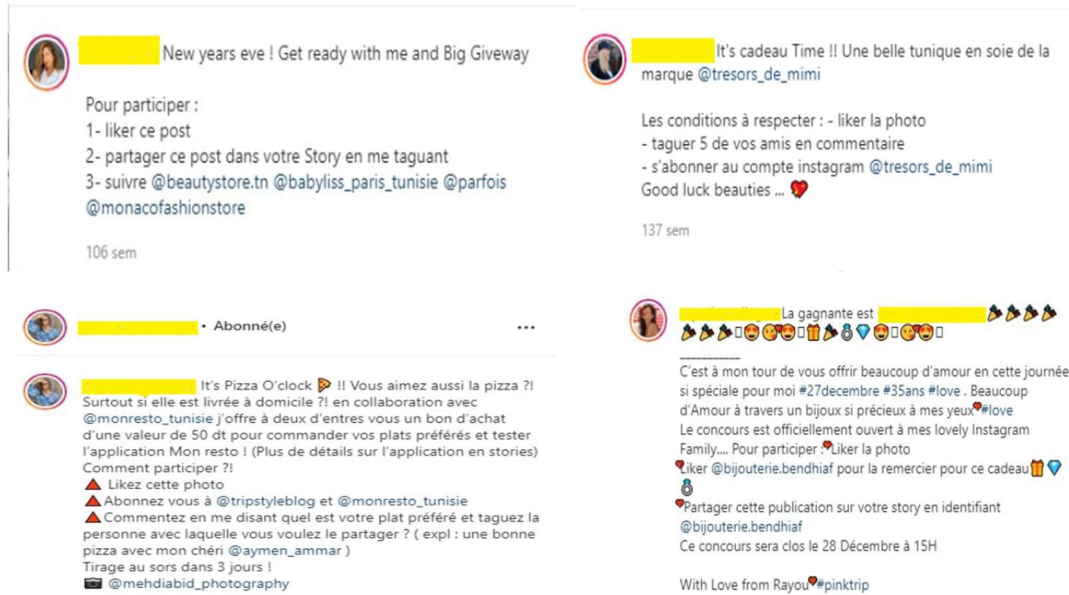 New years eve ! Get ready with me and Big Giveway
Pour participer :
1- liker ce post
2- partager ce post dans votre Story en me taguant
3- suivre @beautystore.tn @babyliss_paris_tunisie @parfois
@monacofashionstore
106 sem
It's cadeau Time !! Une belle tunique en soie de la
marque @tresors_de_mimi
Les conditions à respecter : - liker la photo
- taguer 5 de vos amis en commentaire
- s'abonner au compte instagram @tresors_de_mimi
Good luck beauties ... 💘
137 sem
• Abonné(e) ...
It's Pizza O'clock 🍕 !! Vous aimez aussi la pizza ?!
Surtout si elle est livrée à domicile ?! en collaboration avec
@monresto_tunisie j'offre à deux d'entres vous un bon d'achat
d'une valeur de 50 dt pour commander vos plats préférés et tester
l'application Mon resto ! (Plus de détails sur l'application en stories)
Comment participer ?!
🔺 Likez cette photo
🔺Abonnez vous à @tripstyleblog et @monresto_tunisie
🔺Commentez en me disant quel est votre plat préféré et taguez la
personne avec laquelle vous voulez le partager ? ( expl : une bonne
pizza avec mon chéri @aymen_ammar )
Tirage au sors dans 3 jours !
📷 @mehdiabid_photography
La gagnante est 🎉🎉🎉🎉
🎉🎉🎉😍😘😍🎁🎉💍💎😍😘😍
___________
C'est à mon tour de vous offrir beaucoup d'amour en cette journée
si spéciale pour moi #27decembre #35ans #love . Beaucoup
d'Amour à travers un bijoux si précieux à mes yeux❣#love
Le concours est officiellement ouvert à mes lovely Instagram
Family.... Pour participer :❣Liker la photo
❣Liker @bijouterie.bendhiaf pour la remercier pour ce cadeau🎁💎
💍
❣Partager cette publication sur votre story en identifiant
@bijouterie.bendhiaf
Ce concours sera clos le 28 Décembre à 15H
With Love from Rayou❣#pinktrip